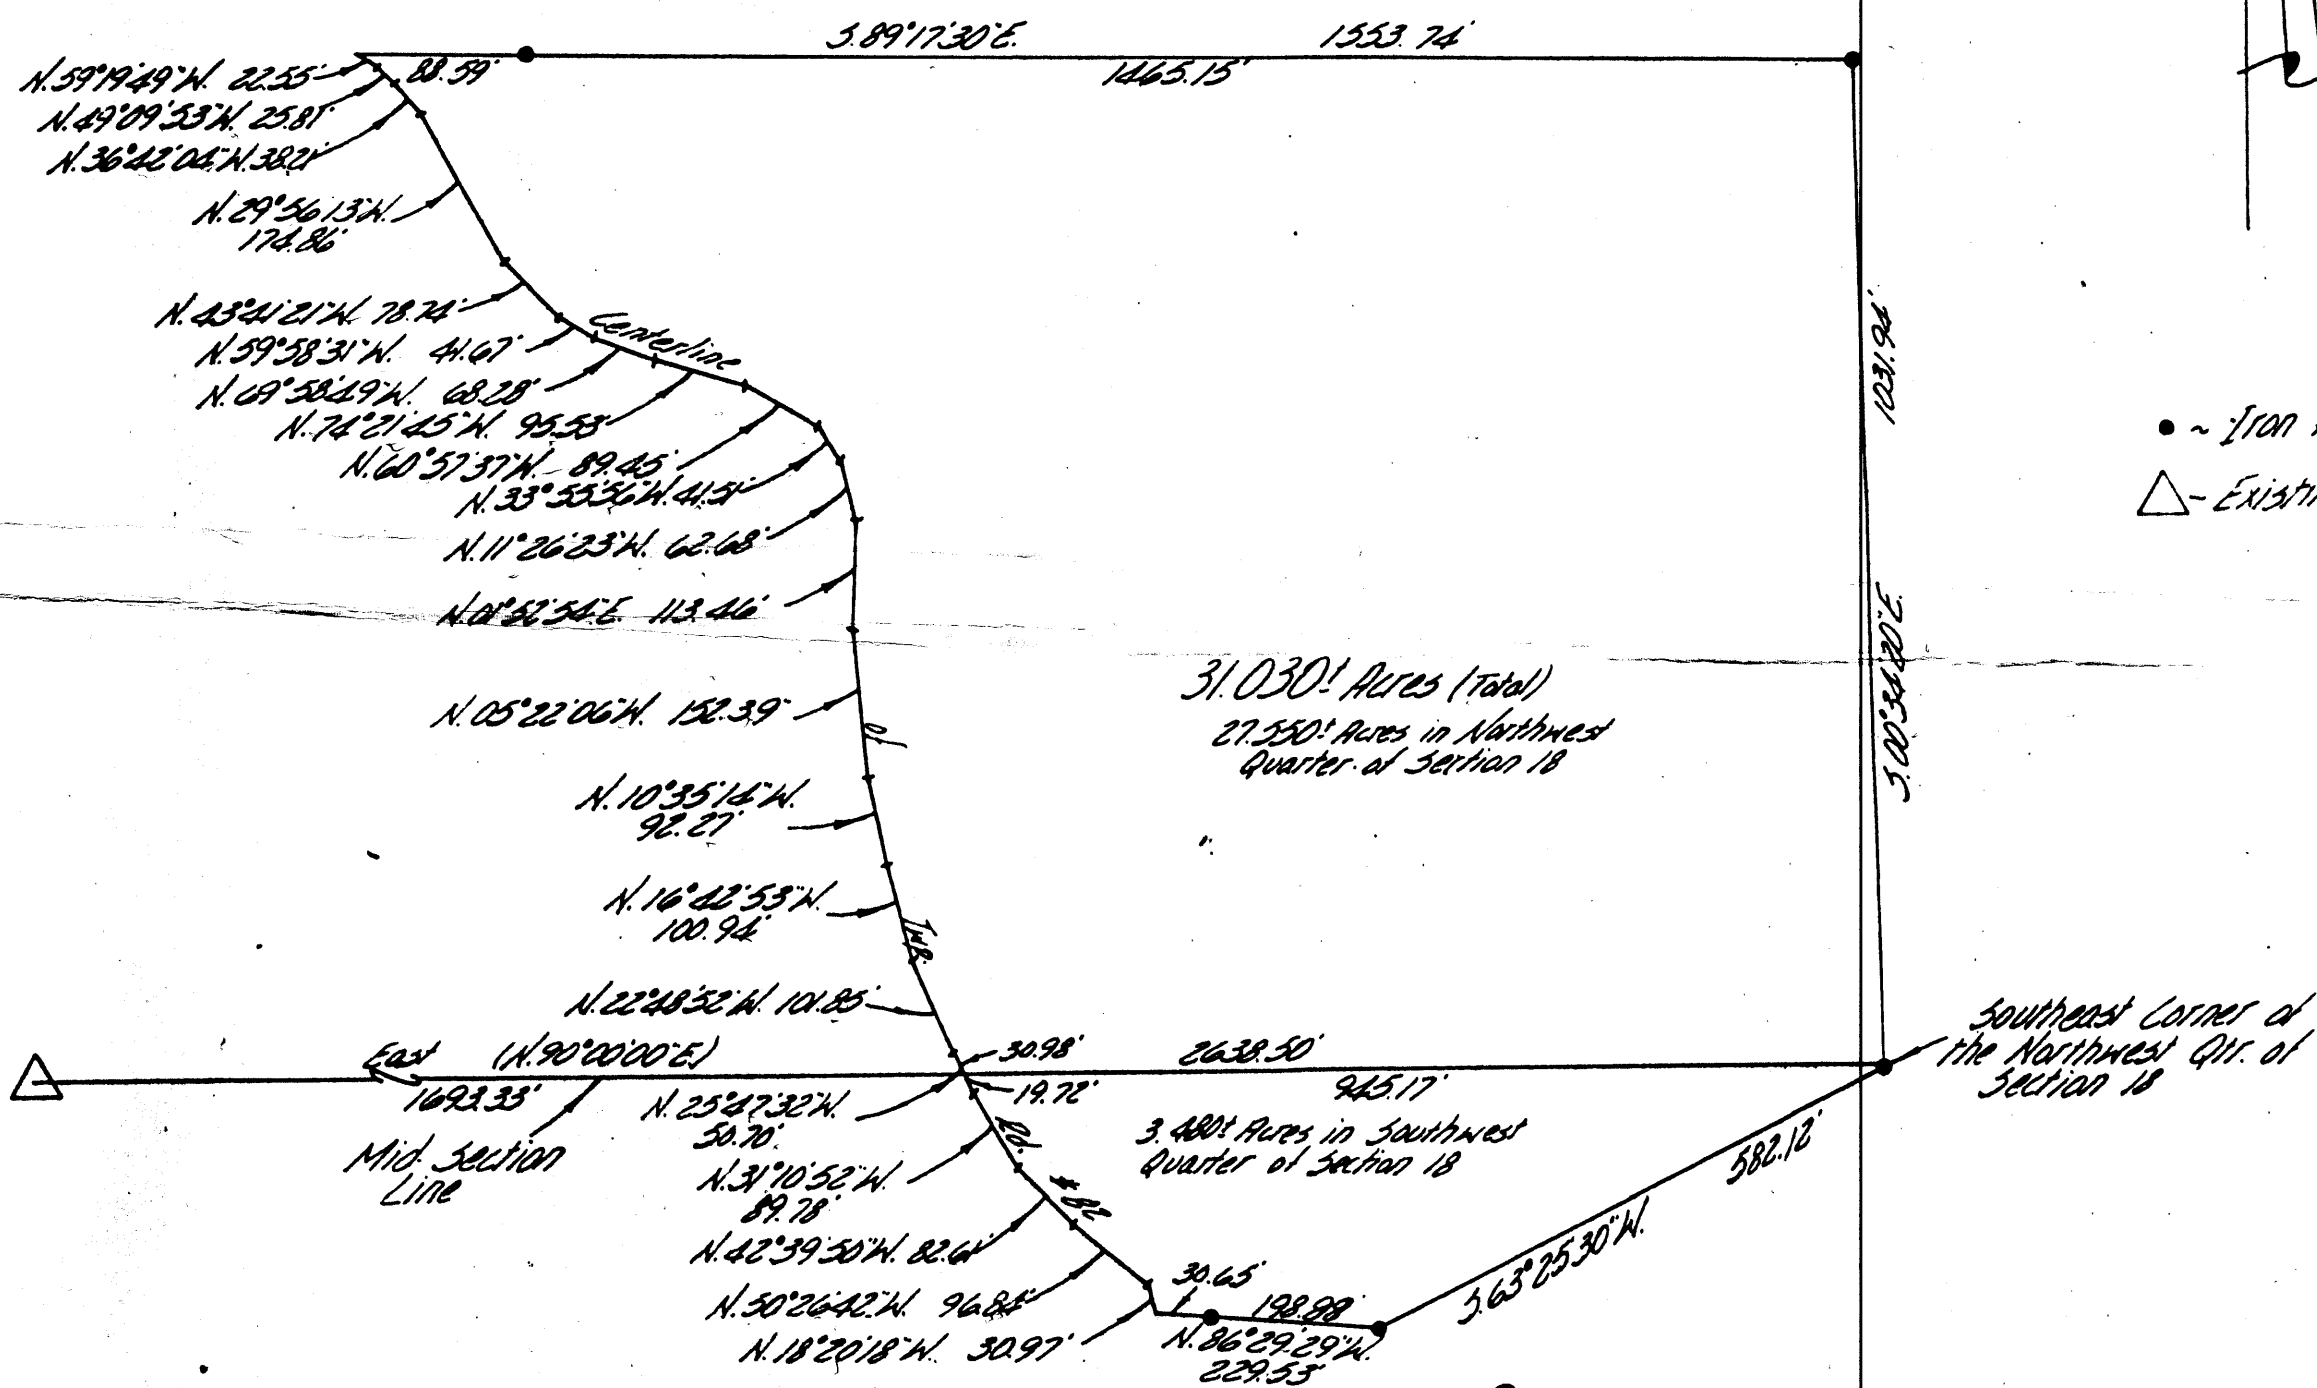 S.89°17'30"E. 1553.74'
1465.15'
88.59'
N.59°19'49"W. 22.55'
N.49°09'53"W. 25.81'
N.36°42'04"W. 38.21'
N.29°56'13"W.
174.86'
N.43°41'21"W. 78.74'
N.59°58'31"W. 41.67'
Centerline
N.69°58'49"W. 68.28'
N.74°21'45"W. 95.53'
N.60°57'37"W. 89.45'
N.33°55'56"W. 41.51'
N.11°26'23"W. 62.68'
N.01°52'54"E. 113.46'
N.05°22'06"W. 152.39'
of
N.10°35'14"W.
92.27'
N.16°42'53"W.
100.94'
Twp.
N.22°48'52"W. 101.85'
1031.94'
S.00°34'20"E.
● ~ Iron
△ - Existin
31.030± Acres (Total)
27.550± Acres in Northwest
Quarter of Section 18
East (N.90°00'00"E)
1693.33'
Mid Section
Line
30.98'
2638.50'
945.17'
19.72'
N.25°47'32"W.
50.70'
Rd.
N.31°10'52"W.
89.78'
# 82
N.42°39'50"W. 82.61'
N.50°26'42"W. 96.84'
N.18°20'18"W. 30.97'
3.480± Acres in Southwest
Quarter of Section 18
Southeast Corner of
the Northwest Qtr. of
Section 18
582.12'
S.63°25'30"W.
30.65'
198.88'
N.86°29'29"W.
229.53'